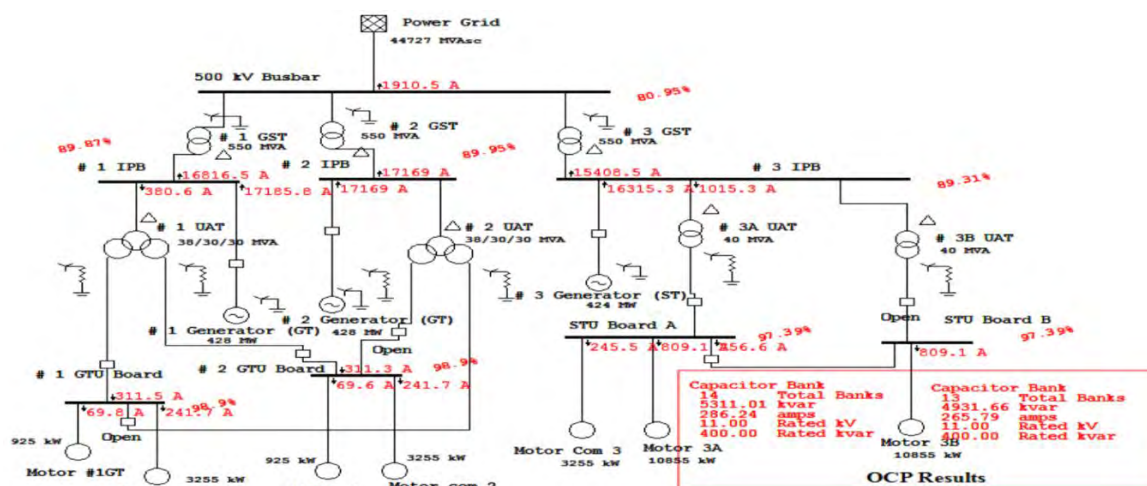 Power Grid
44727 MVAsc
500 kV Busbar
1910.5 A
80.95%
# 1 GST
550 MVA
# 2 GST
550 MVA
# 3 GST
550 MVA
89.87%
# 1 IPB
16816.5 A
380.6 A
17185.8 A
# 2 IPB
89.95%
17169 A
17169 A
15408.5 A
# 3 IPB
16315.3 A
1015.3 A
89.31%
# 1 UAT
38/30/30 MVA
# 2 UAT
38/30/30 MVA
# 3A UAT
40 MVA
# 3B UAT
40 MVA
# 1 Generator (GT)
428 MW
# 2 Generator (GT)
428 MW
# 3 Generator (ST)
424 MW
Open
Open
STU Board A
97.39%
STU Board B
97.39%
245.5 A
809.1 A
456.6 A
809.1 A
# 1 GTU Board
311.5 A
98.9%
69.8 A
241.7 A
Open
# 2 GTU Board
311.3 A
98.9%
69.6 A
241.7 A
925 kW
Motor #1GT
3255 kW
925 kW
3255 kW
Motor com 2
Motor Com 3
3255 kW
Motor 3A
10855 kW
Motor 3B
10855 kW
Capacitor Bank
14 Total Banks
5311.01 kvar
286.24 amps
11.00 Rated kV
400.00 Rated kvar
Capacitor Bank
13 Total Banks
4931.66 kvar
265.79 amps
11.00 Rated kV
400.00 Rated kvar
OCP Results